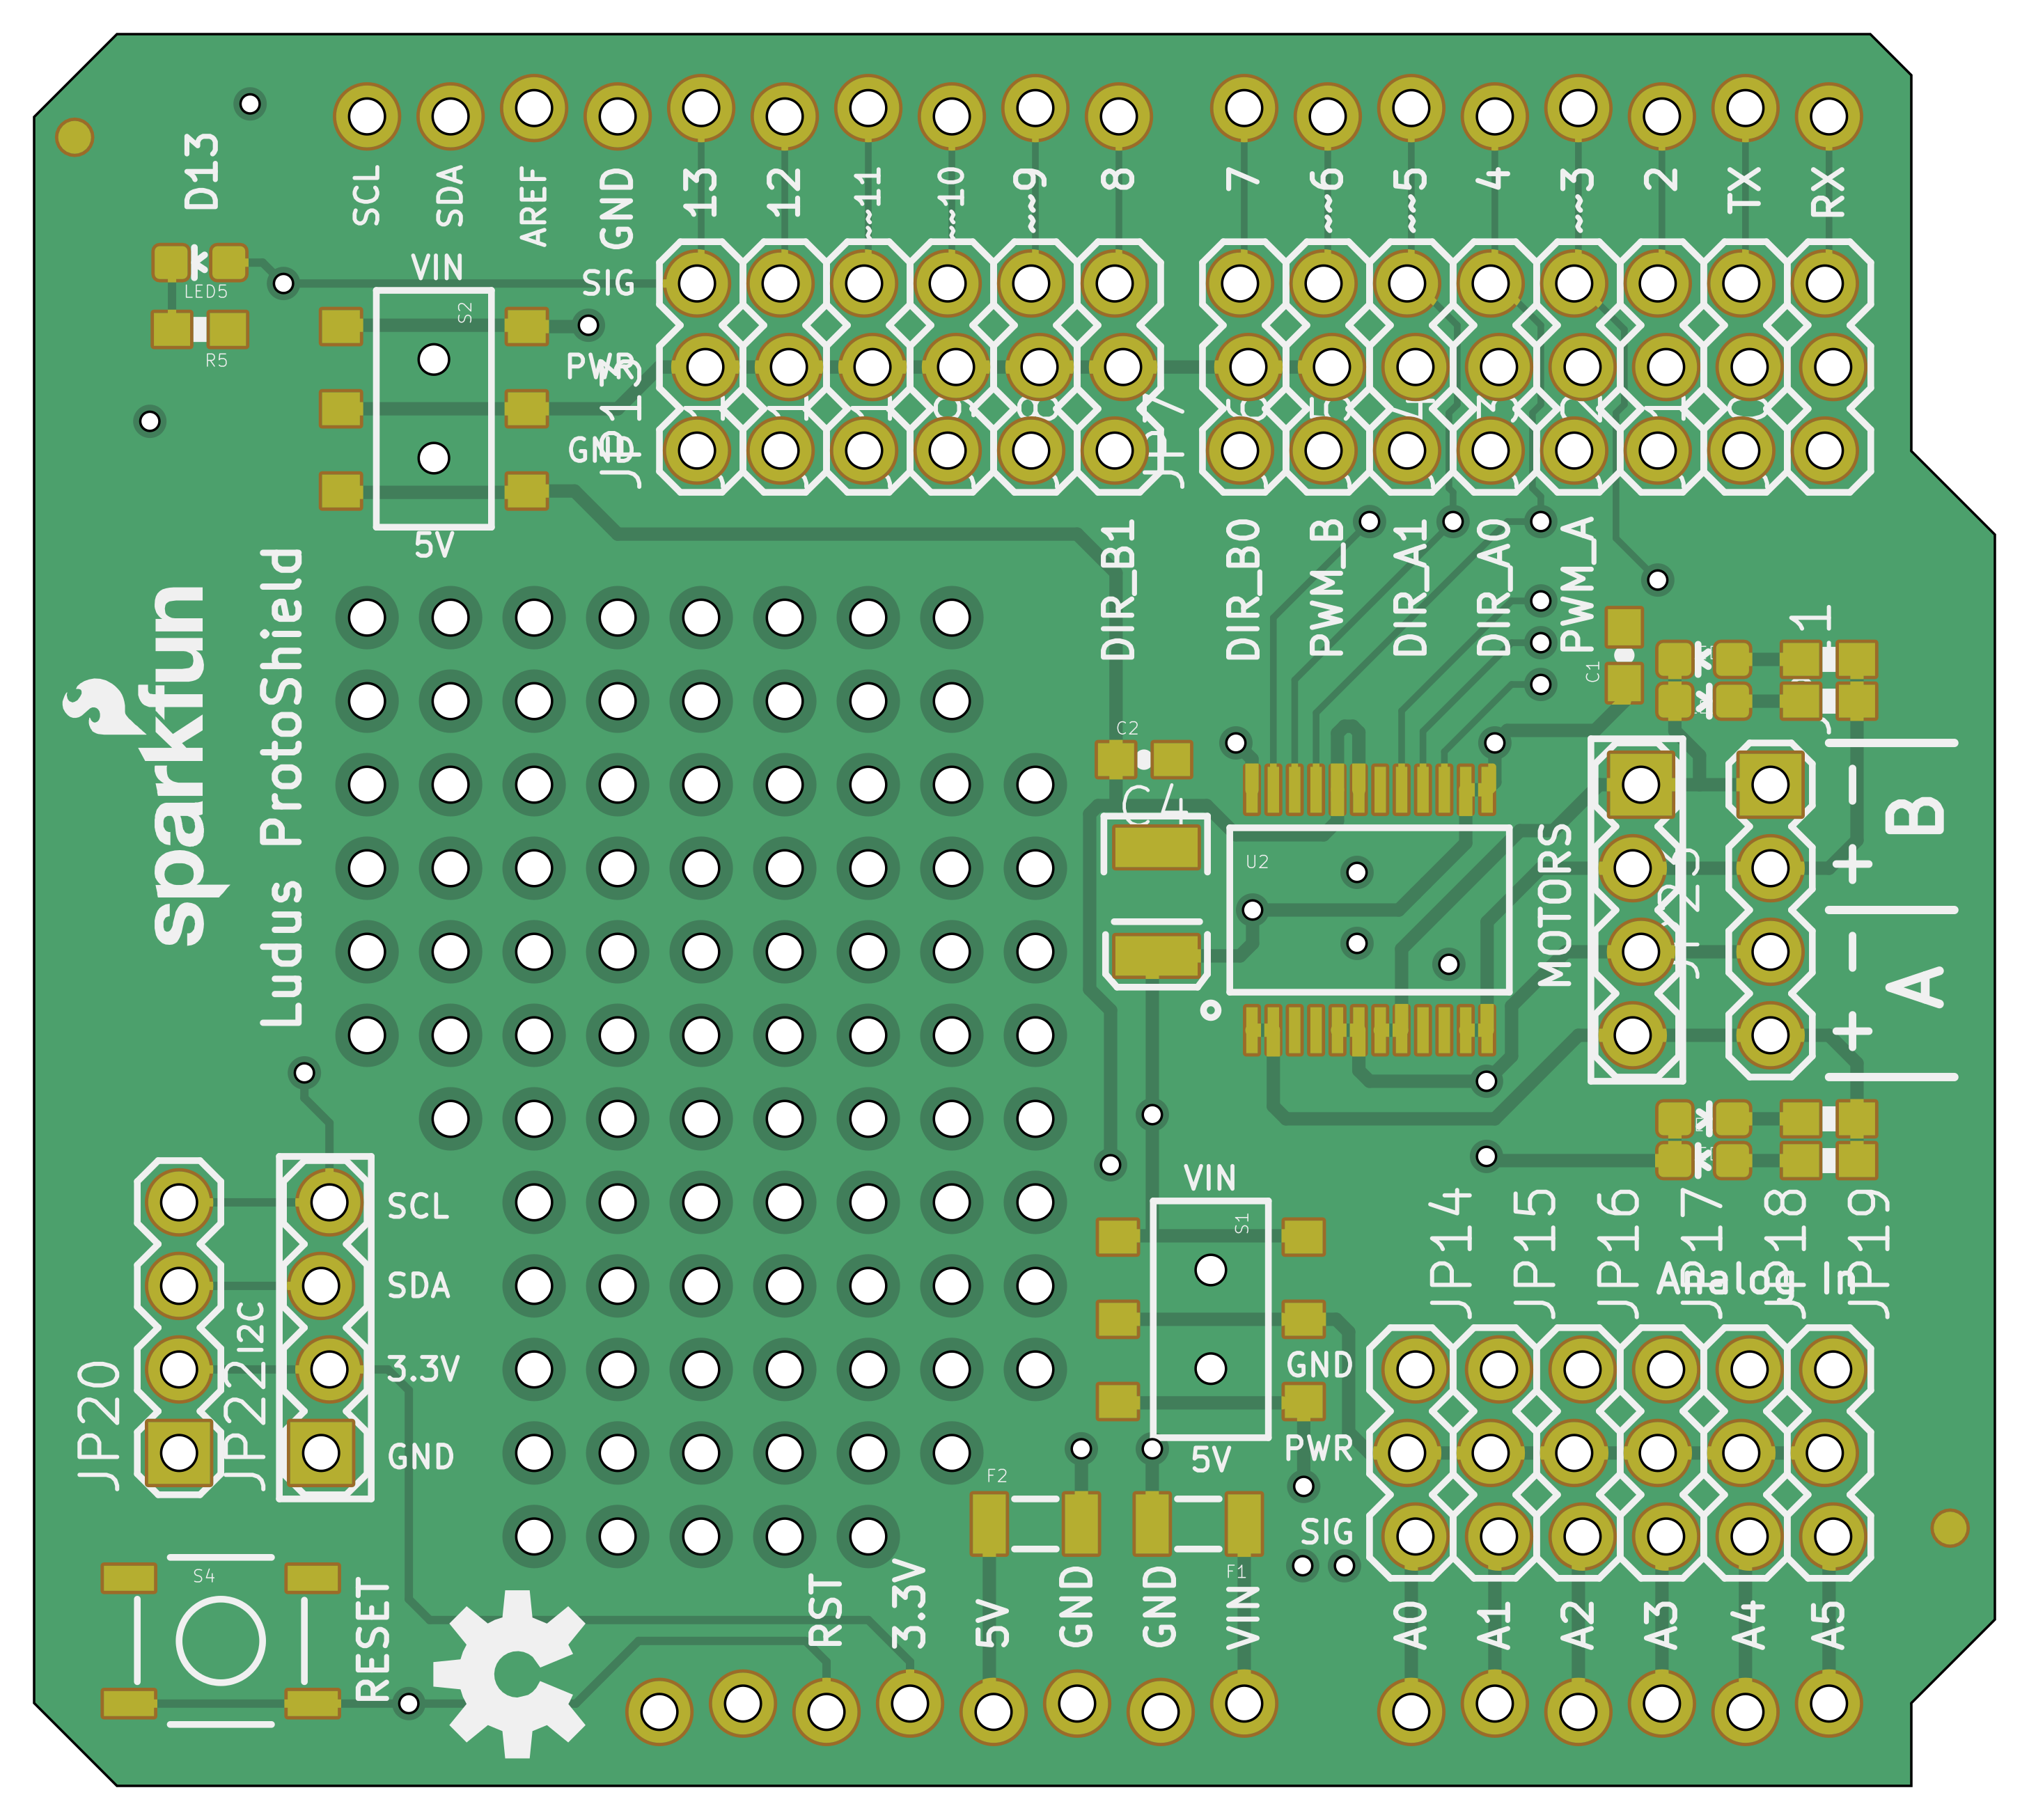 D13
SCL
SDA
AREF
GND
13
12
~11
~10
~9
8
7
~6
~5
4
~3
2
TX
RX
LED5
R5
VIN
S2
5V
SIG
PWR
GND
JP7
DIR_B1
DIR_B0
PWM_B
DIR_A1
DIR_A0
PWM_A
sparkfun
Ludus ProtoShield
C1
C2
C4
U2
MOTORS
B
A
SCL
SDA
3.3V
GND
I2C
JP20
JP22
VIN
S1
5V
GND
PWR
SIG
JP14
JP15
JP16
JP17
JP18
JP19
Analog In
F2
F1
S4
RESET
RST
3.3V
5V
GND
GND
VIN
A0
A1
A2
A3
A4
A5